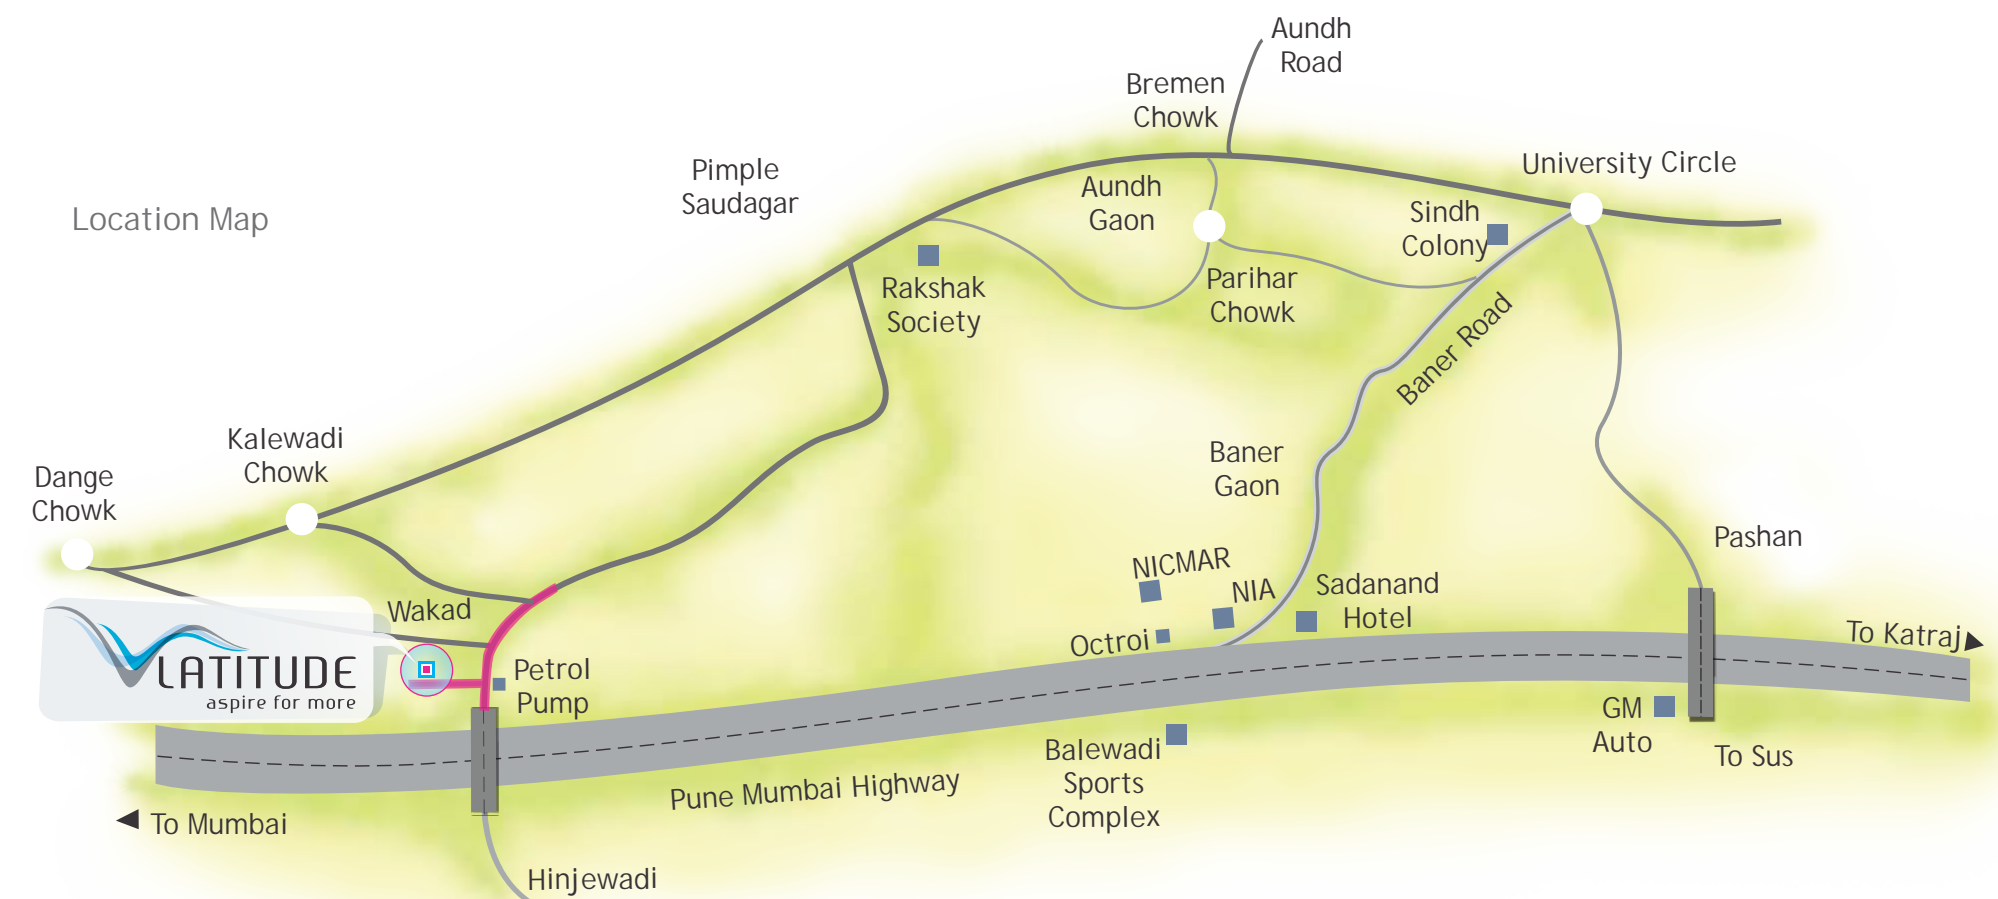 Aundh
Road
Bremen
Chowk
Pimple
Saudagar
University Circle
Aundh
Gaon
Location Map
Sindh
Colony
Rakshak
Society
Parihar
Chowk
Baner Road
Kalewadi
Chowk
Dange
Chowk
Baner
Gaon
Pashan
NICMAR
NIA
Sadanand
Hotel
Wakad
Octroi
To Katraj
LATITUDE
aspire for more
Petrol
Pump
GM
Auto
Balewadi
Sports
Complex
To Sus
Pune Mumbai Highway
To Mumbai
Hinjewadi